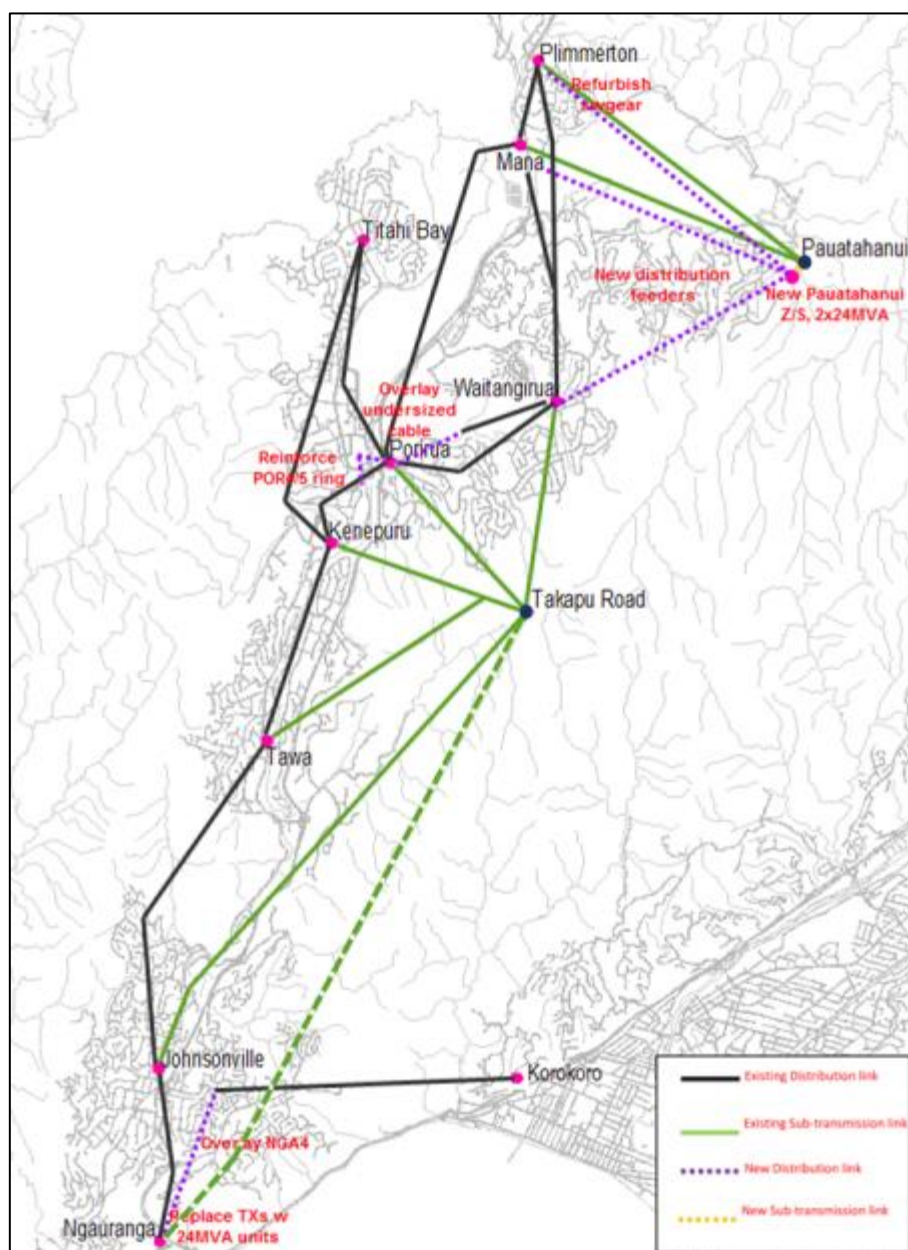 Plimmerton
Refurbish
swgear
Mana
Titahi Bay
Pauatahanui
New distribution
feeders
New Pauatahanui
Z/S, 2x24MVA
Waitangirua
Overlay
undersized
cable
Porirua
Reinforce
ring
Kenepuru
Takapu Road
Tawa
Johnsonville
Korokoro
Overlay NGA4
Ngauranga
Replace TXs w
24MVA units
Existing Distribution link
Existing Sub-transmission link
New Distribution link
New Sub-transmission link